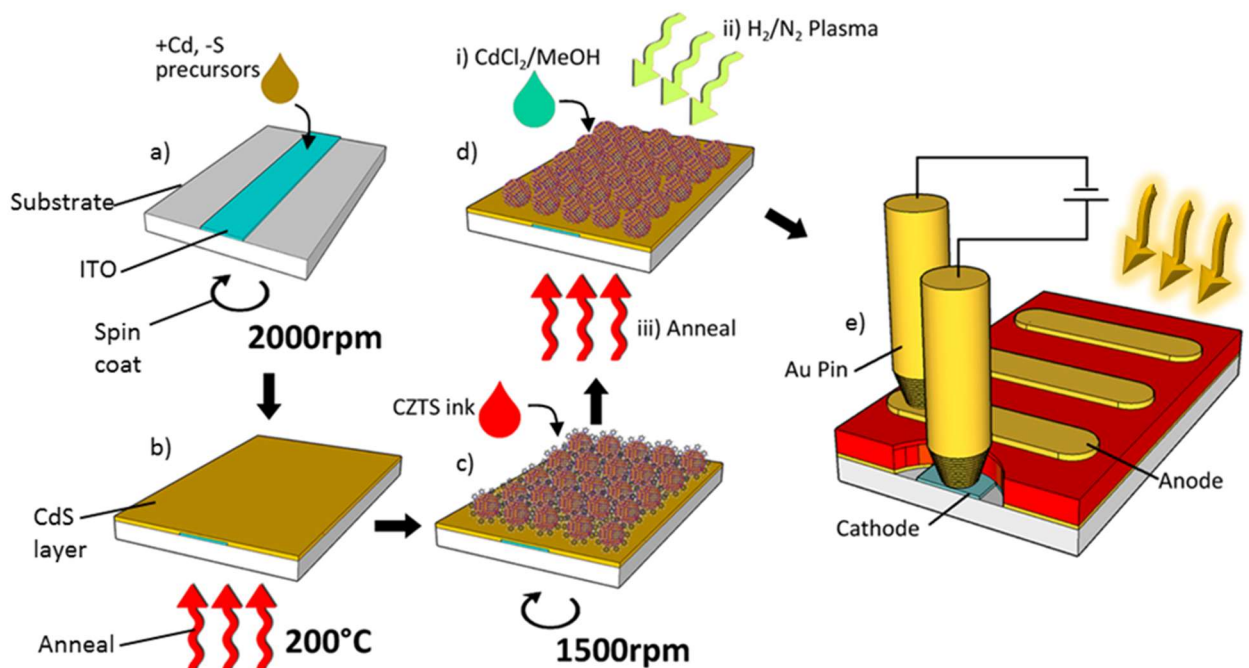 +Cd, -S
precursors
a)
Substrate
ITO
Spin
coat
2000rpm
b)
CdS
layer
Anneal
200°C
CZTS ink
c)
1500rpm
i) CdCl₂/MeOH
ii) H₂/N₂ Plasma
d)
iii) Anneal
e)
Au Pin
Anode
Cathode